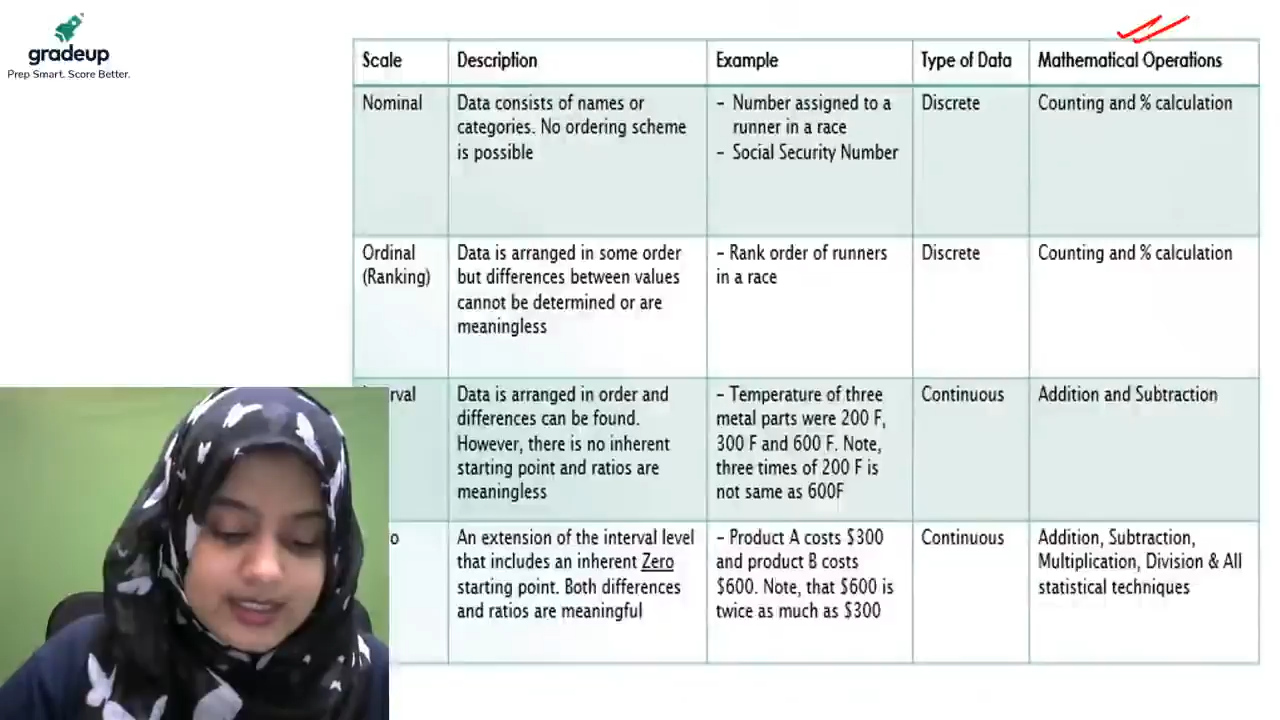 gradeup
Prep Smart. Score Better.
Scale Description Example Type of Data Mathematical Operations
Nominal Data consists of names or - Number assigned to a Discrete Counting and % calculation
categories. No ordering scheme runner in a race
is possible - Social Security Number
Ordinal Data is arranged in some order - Rank order of runners Discrete Counting and % calculation
(Ranking) but differences between values in a race
cannot be determined or are
meaningless
rval Data is arranged in order and - Temperature of three Continuous Addition and Subtraction
differences can be found. metal parts were 200 F,
However, there is no inherent 300 F and 600 F. Note,
starting point and ratios are three times of 200 F is
meaningless not same as 600F
o An extension of the interval level - Product A costs $300 Continuous Addition, Subtraction,
that includes an inherent Zero and product B costs Multiplication, Division & All
starting point. Both differences $600. Note, that $600 is statistical techniques
and ratios are meaningful twice as much as $300